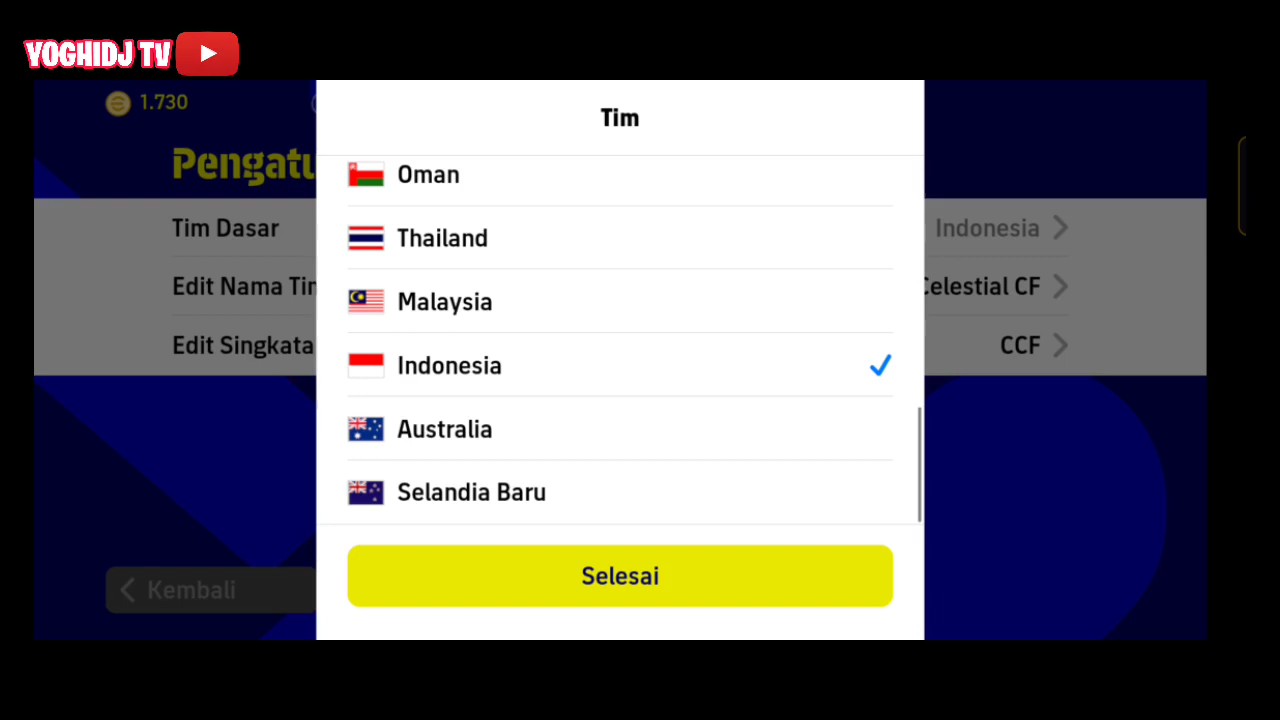 YOGHIDJ TV
1.730
Tim
Pengatu
Oman
Tim Dasar
Indonesia
Thailand
Edit Nama Tim
Celestial CF
Malaysia
Edit Singkata
CCF
Indonesia
Australia
Selandia Baru
Selesai
Kembali